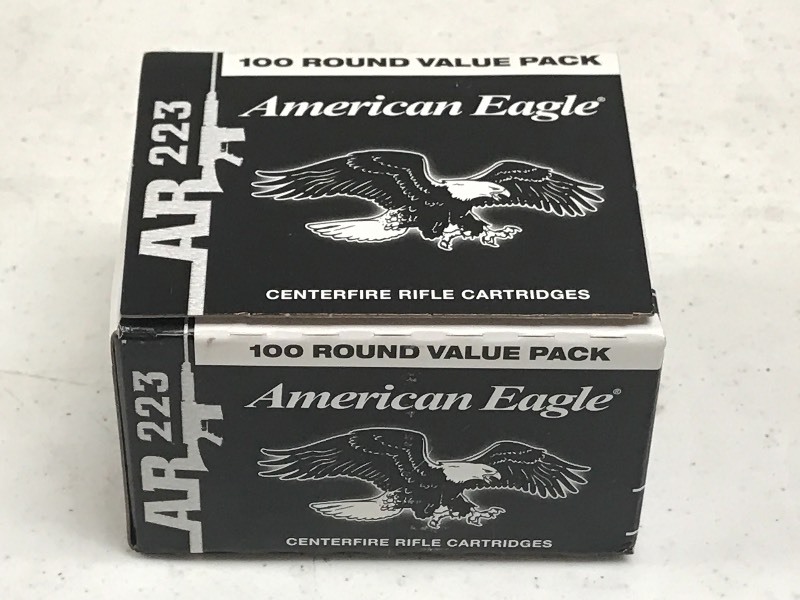 100 ROUND VALUE PACK
American Eagle®
AR 223
CENTERFIRE RIFLE CARTRIDGES
100 ROUND VALUE PACK
American Eagle®
AR 223
CENTERFIRE RIFLE CARTRIDGES